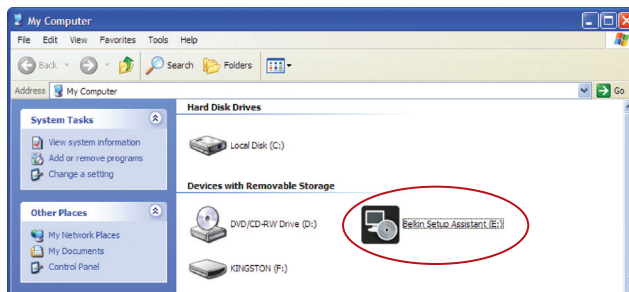 My Computer
File Edit View Favorites Tools Help
Back Search Folders
Address My Computer Go
System Tasks
View system information
Add or remove programs
Change a setting
Other Places
My Network Places
My Documents
Control Panel
Hard Disk Drives
Local Disk (C:)
Devices with Removable Storage
DVD/CD-RW Drive (D:)
Belkin Setup Assistant (E:)
KINGSTON (F:)